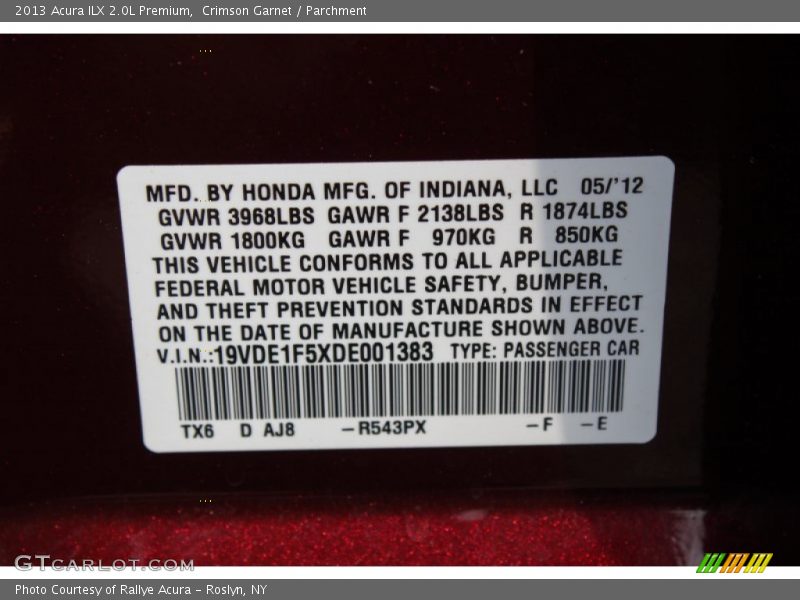 2013 Acura ILX 2.0L Premium,  Crimson Garnet / Parchment
MFD. BY HONDA MFG. OF INDIANA, LLC 05/'12
GVWR 3968LBS GAWR F 2138LBS R 1874LBS
GVWR 1800KG GAWR F 970KG R 850KG
THIS VEHICLE CONFORMS TO ALL APPLICABLE
FEDERAL MOTOR VEHICLE SAFETY, BUMPER,
AND THEFT PREVENTION STANDARDS IN EFFECT
ON THE DATE OF MANUFACTURE SHOWN ABOVE.
V.I.N.:19VDE1F5XDE001383 TYPE: PASSENGER CAR
TX6 D AJ8 -R543PX -F -E
GTCARLOT.COM
Photo Courtesy of Rallye Acura - Roslyn, NY